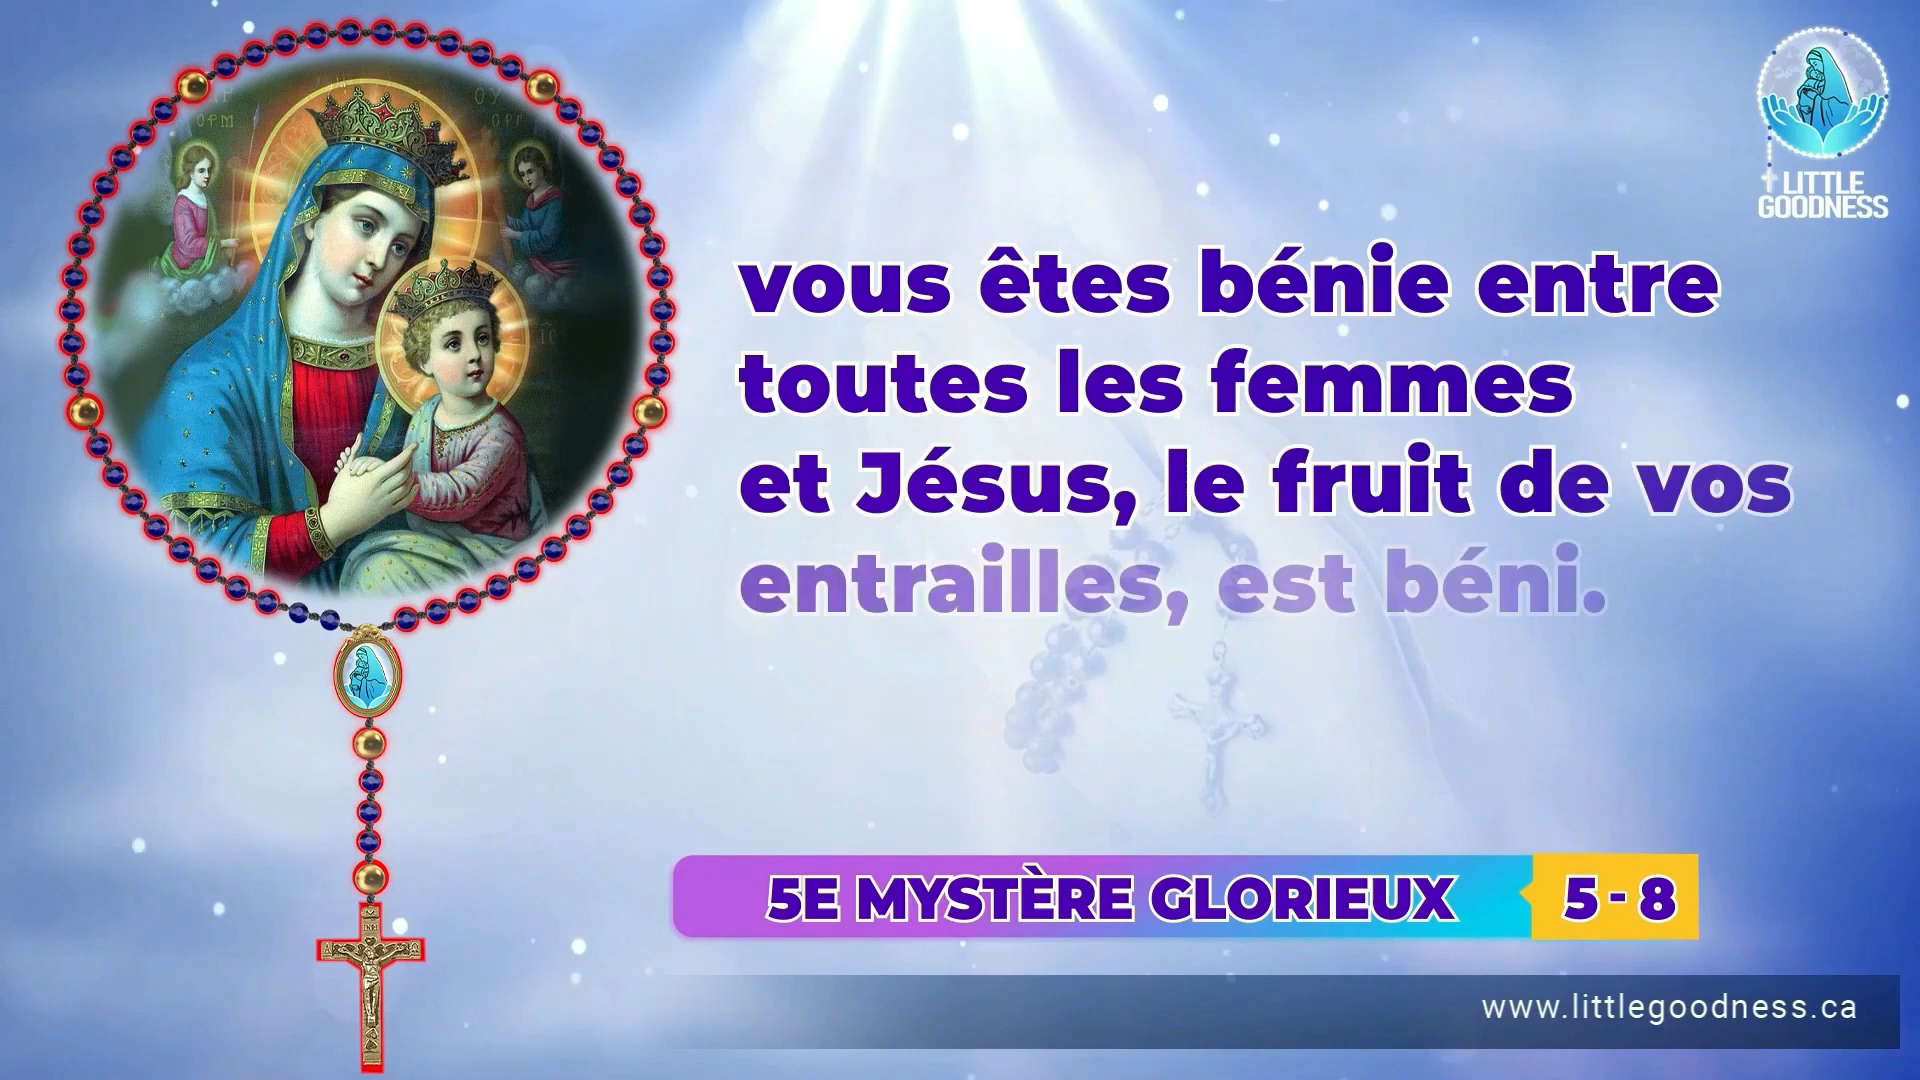 LITTLE
GOODNESS
vous êtes bénie entre
toutes les femmes
et Jésus, le fruit de vos
entrailles, est béni.
5E MYSTÈRE GLORIEUX
5 - 8
INRI
www.littlegoodness.ca